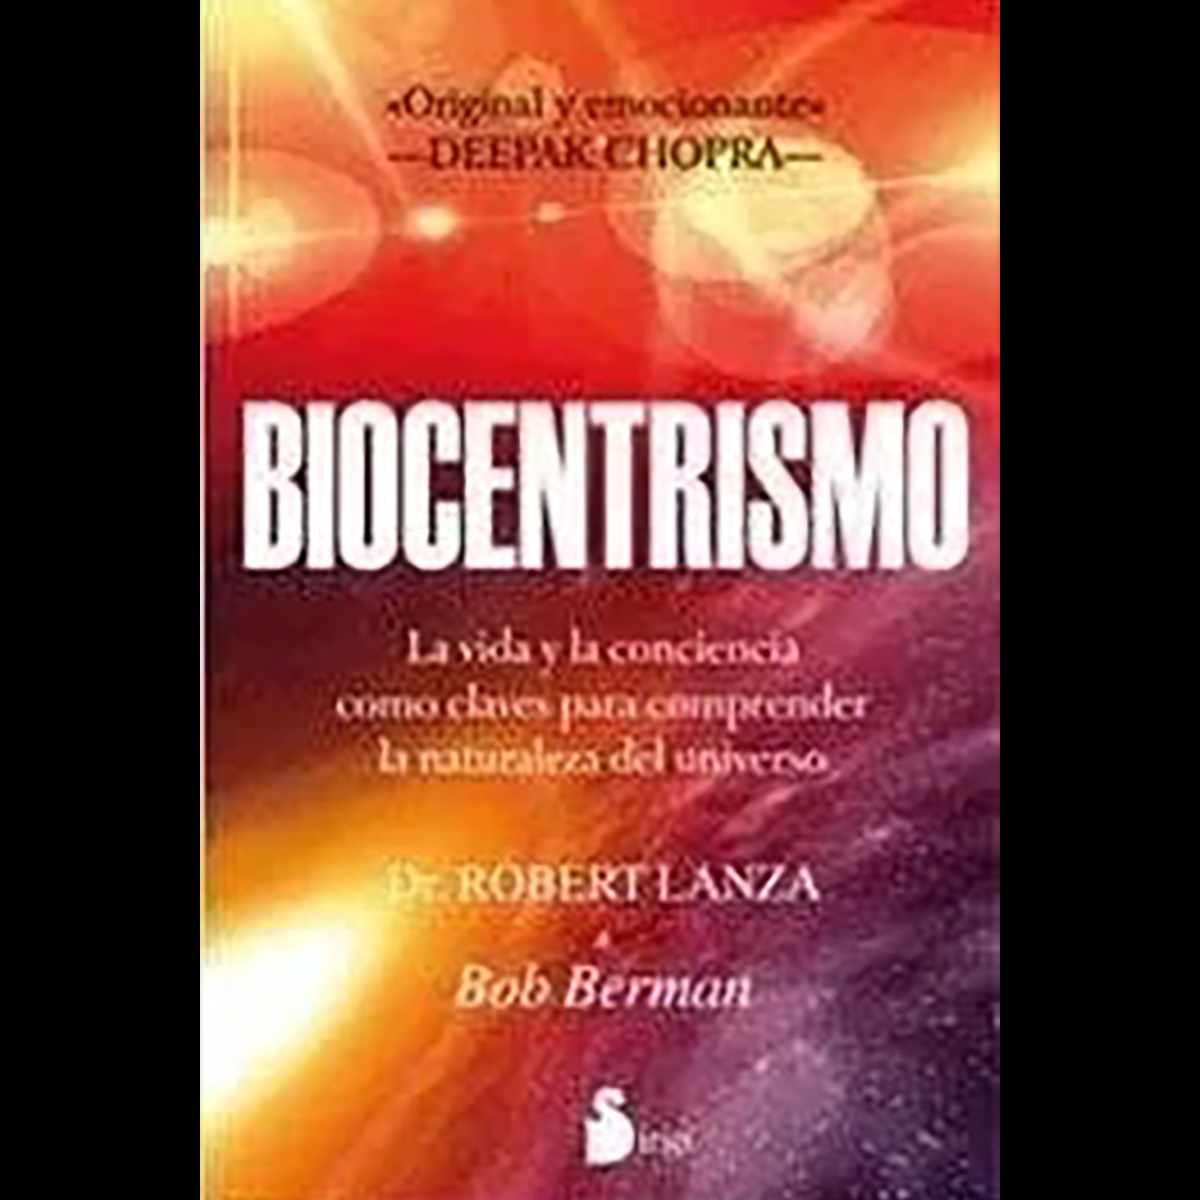 «Original y emocionante»
—DEEPAK CHOPRA—
BIOCENTRISMO
La vida y la conciencia
como claves para comprender
la naturaleza del universo
Dr. ROBERT LANZA
Bob Berman
Sirio